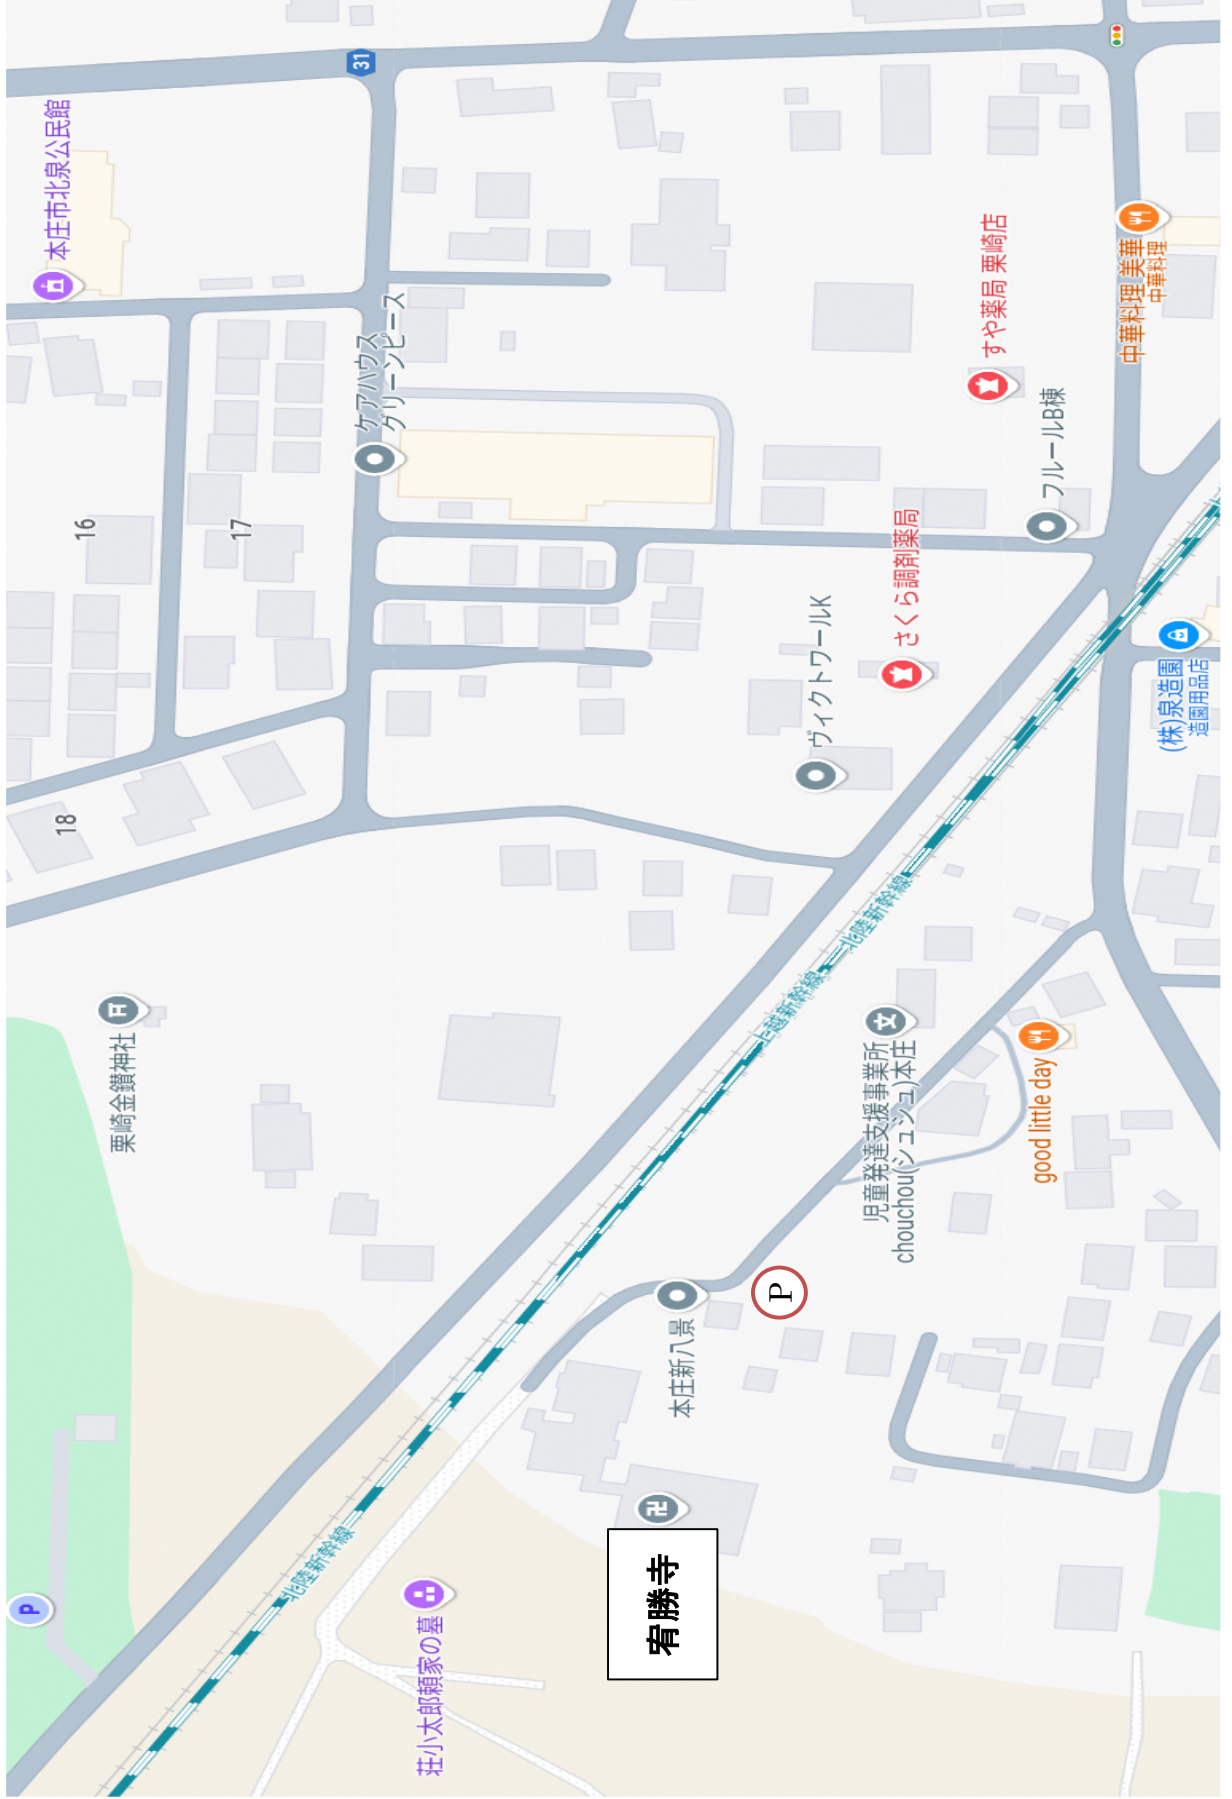 P
北陸新幹線
荘小太郎頼家の墓
宥勝寺
栗崎金鑚神社
本庄新八景
P
上越新幹線
北陸新幹線
児童発達支援事業所
chouchou(シュシュ)本庄
good little day
18
16
17
ヴィクトワールK
さくら調剤薬局
(株)泉造園
造園用品店
本庄市北泉公民館
ケアハウス
グリーンピース
フルールB棟
すや薬局 栗崎店
中華料理 美華
中華料理
31